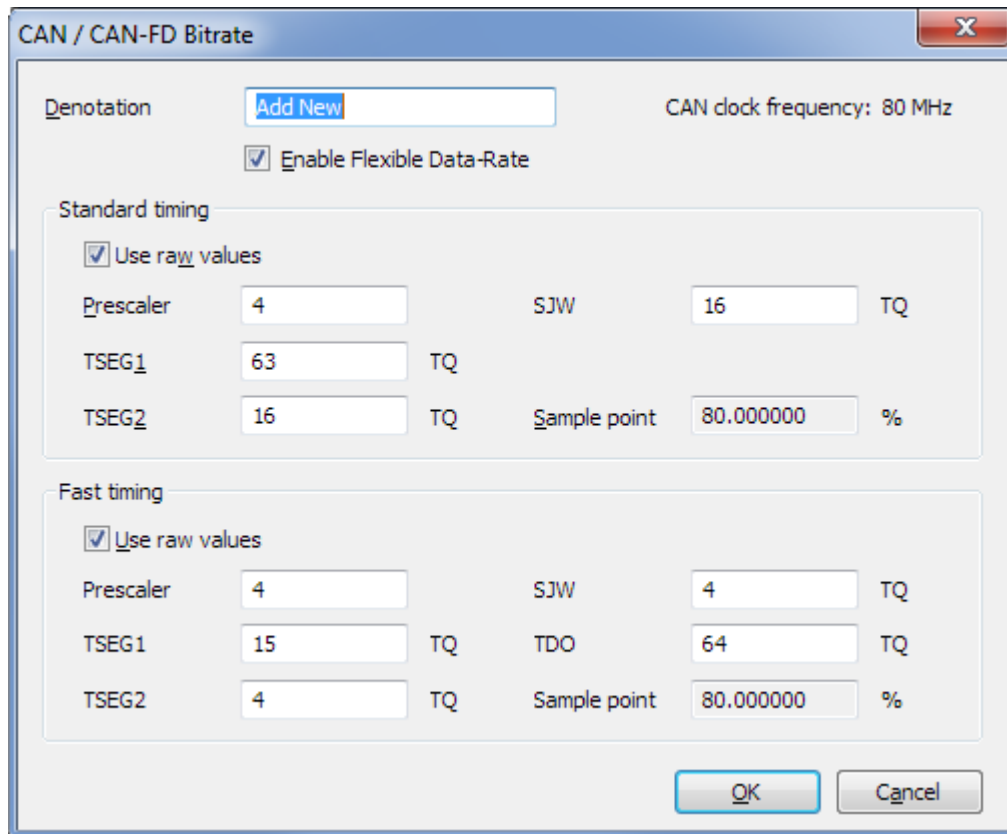 CAN / CAN-FD Bitrate
Denotation Add New CAN clock frequency: 80 MHz
Enable Flexible Data-Rate
Standard timing
Use raw values
Prescaler 4 SJW 16 TQ
TSEG1 63 TQ
TSEG2 16 TQ Sample point 80.000000 %
Fast timing
Use raw values
Prescaler 4 SJW 4 TQ
TSEG1 15 TQ TDO 64 TQ
TSEG2 4 TQ Sample point 80.000000 %
OK Cancel